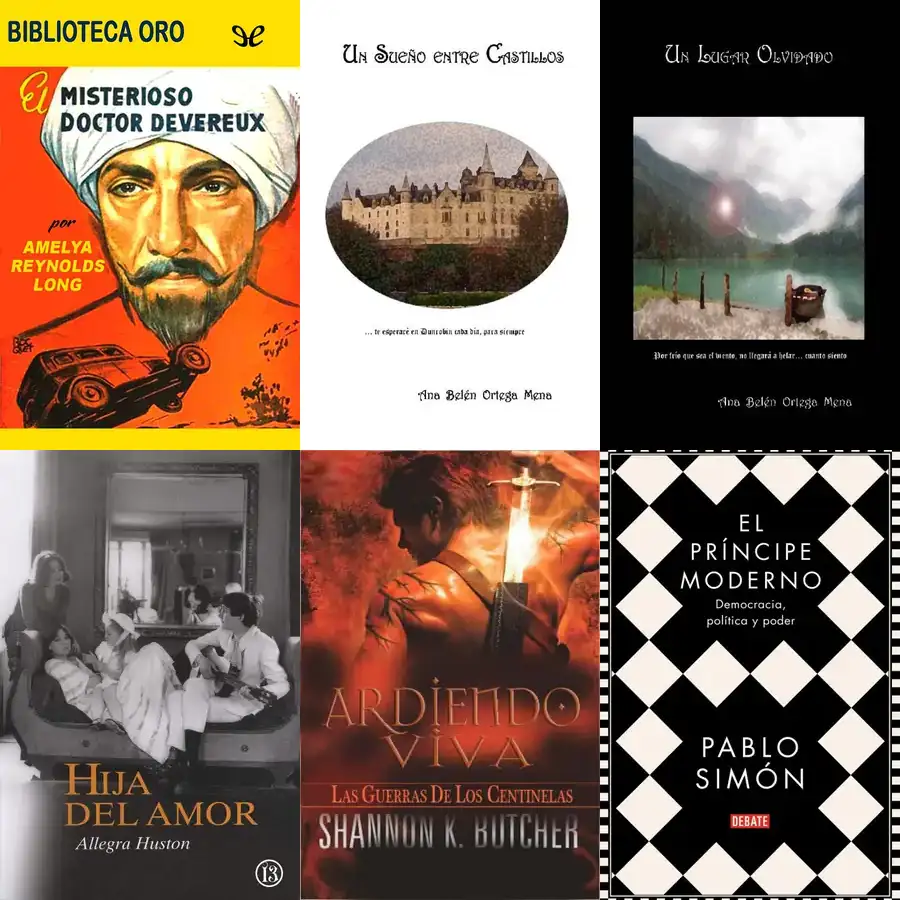 BIBLIOTECA ORO
El MISTERIOSO
DOCTOR DEVEREUX
por
AMELYA
REYNOLDS
LONG
Un Sueño entre Castillos
... te esperaré en Dunrobin cada día, para siempre
Ana Belén Ortega Mena
Un Lugar Olvidado
Por frío que sea el viento, no llegará a helar... cuanto siento
Ana Belén Ortega Mena
HIJA
DEL AMOR
Allegra Huston
13
ARDIENDO
VIVA
LAS GUERRAS DE LOS CENTINELAS
SHANNON K. BUTCHER
EL
PRÍNCIPE
MODERNO
Democracia,
política y poder
PABLO
SIMÓN
DEBATE